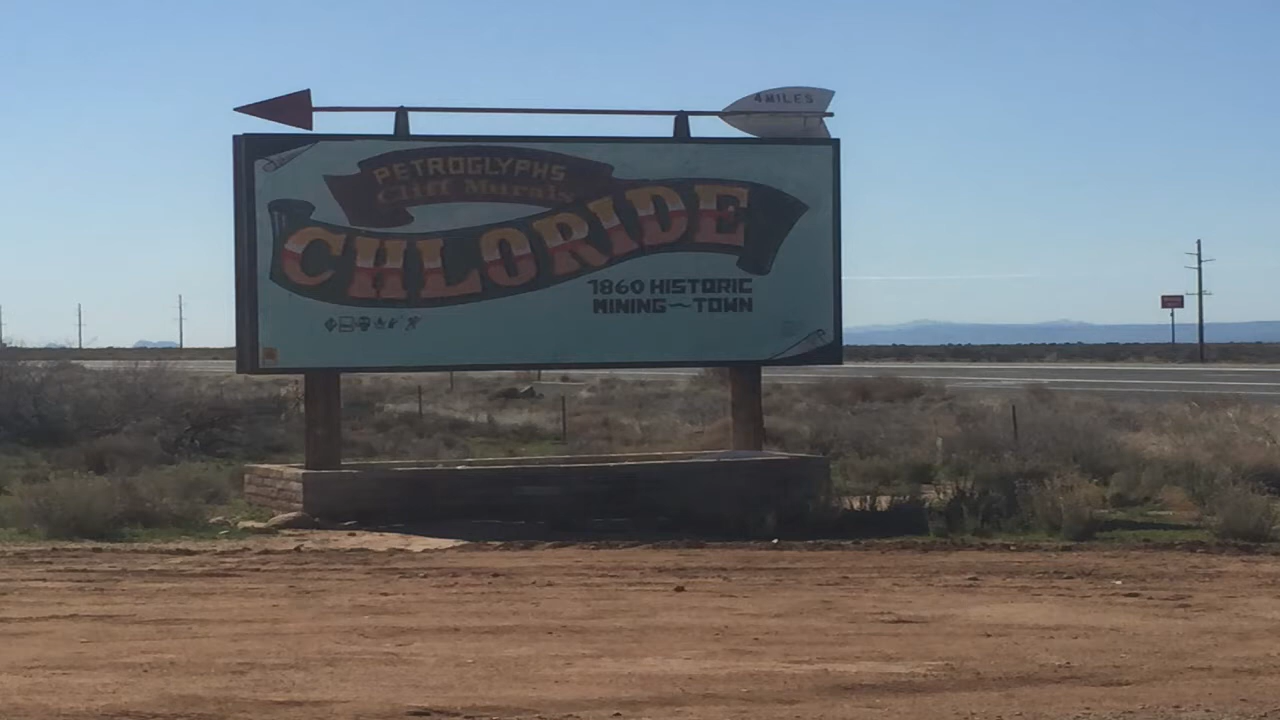 4 MILES
PETROGLYPHS
Cliff Murals
CHLORIDE
1860 HISTORIC
MINING~TOWN